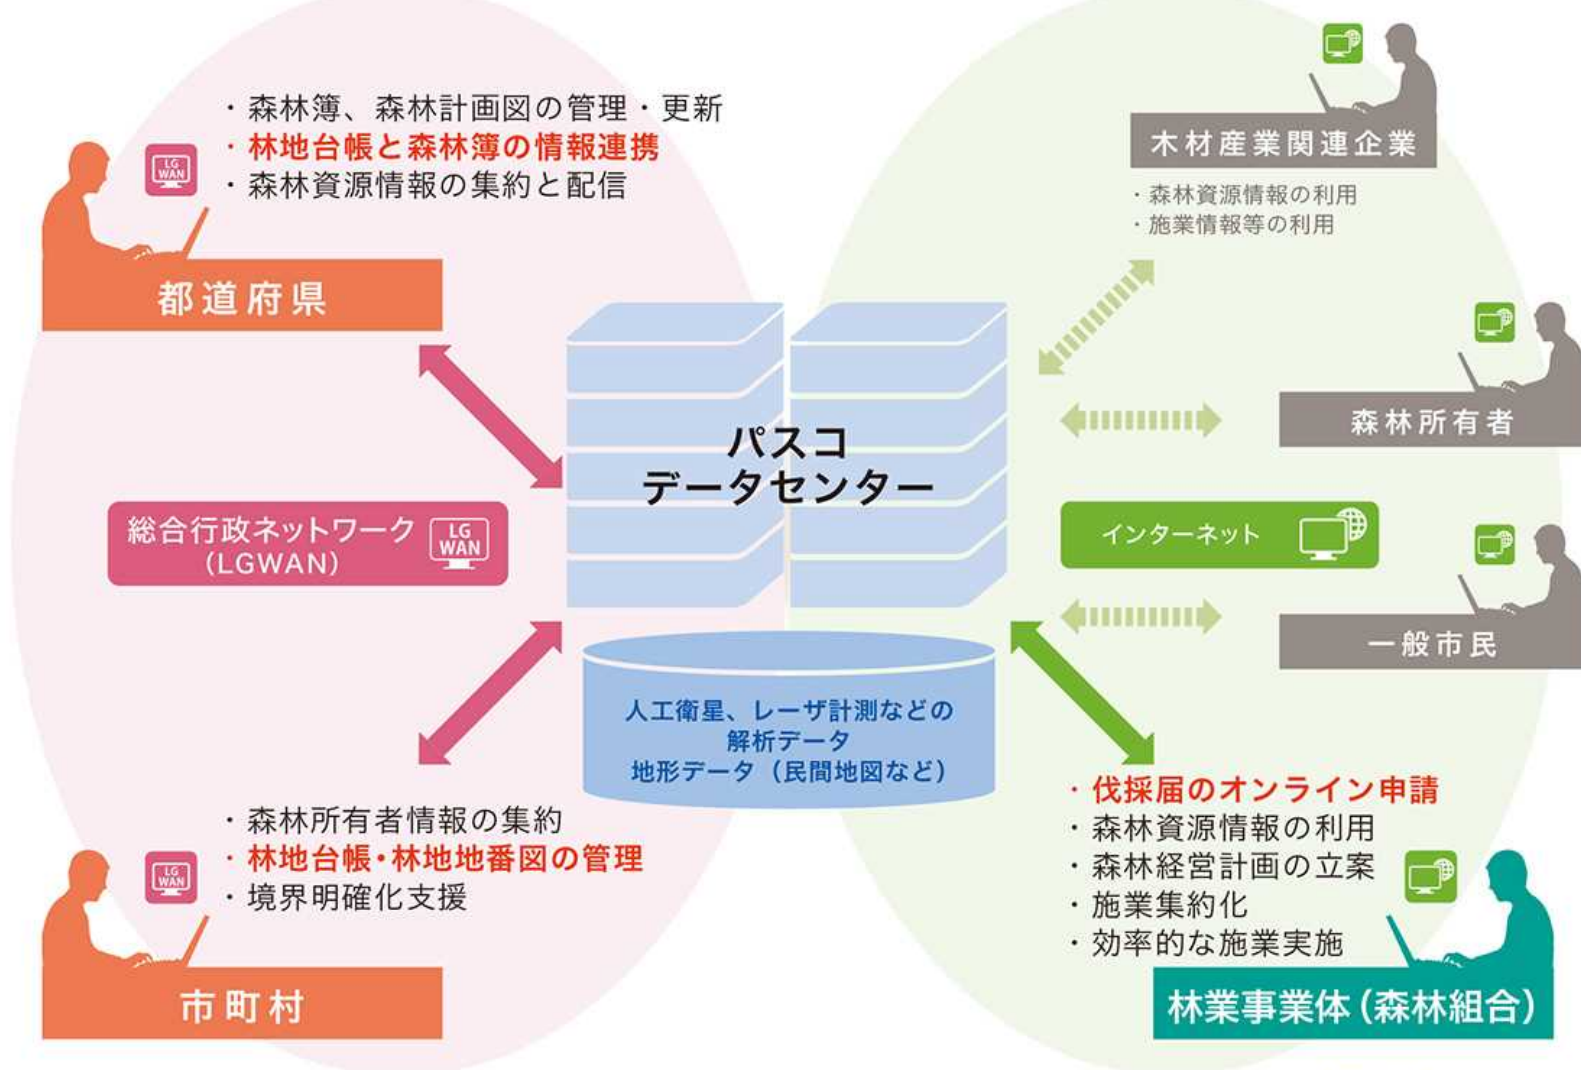 ・森林簿、森林計画図の管理・更新
・林地台帳と森林簿の情報連携
・森林資源情報の集約と配信
LG
WAN
都道府県
木材産業関連企業
・森林資源情報の利用
・施業情報等の利用
森林所有者
パスコ
データセンター
総合行政ネットワーク
(LGWAN)
LG
WAN
インターネット
一般市民
人工衛星、レーザ計測などの
解析データ
地形データ（民間地図など）
・森林所有者情報の集約
・林地台帳・林地地番図の管理
・境界明確化支援
LG
WAN
市町村
・伐採届のオンライン申請
・森林資源情報の利用
・森林経営計画の立案
・施業集約化
・効率的な施業実施
林業事業体（森林組合）